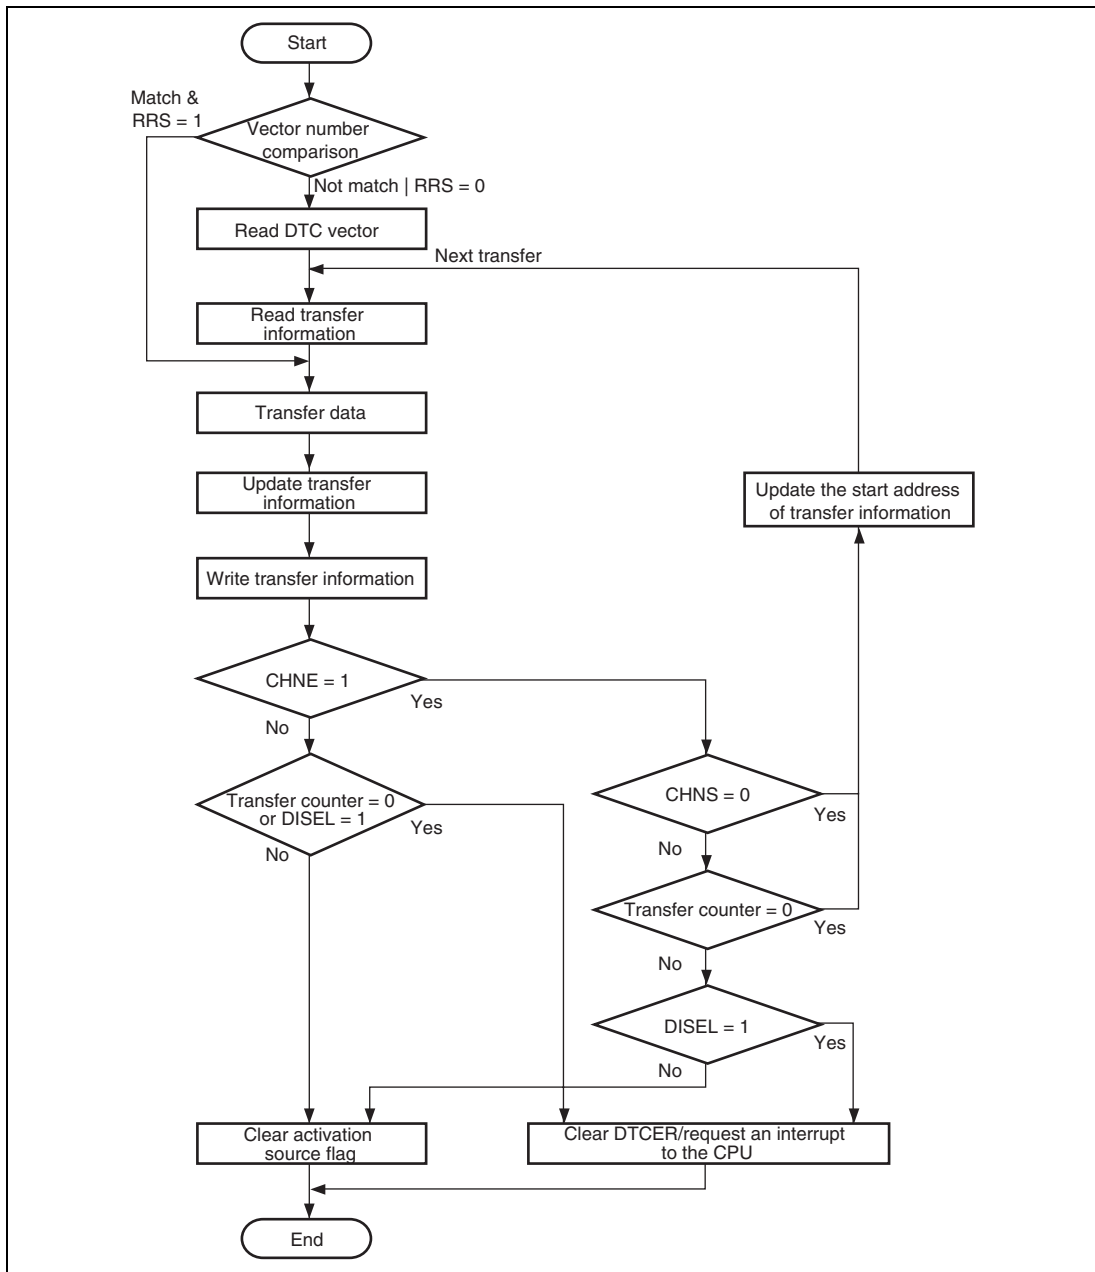 Start
Match &
RRS = 1
Vector number
comparison
Not match | RRS = 0
Read DTC vector
Next transfer
Read transfer
information
Transfer data
Update transfer
information
Update the start address
of transfer information
Write transfer information
CHNE = 1
Yes
No
Transfer counter = 0
or DISEL = 1
Yes
No
CHNS = 0
Yes
No
Transfer counter = 0
Yes
No
DISEL = 1
Yes
No
Clear activation
source flag
Clear DTCER/request an interrupt
to the CPU
End